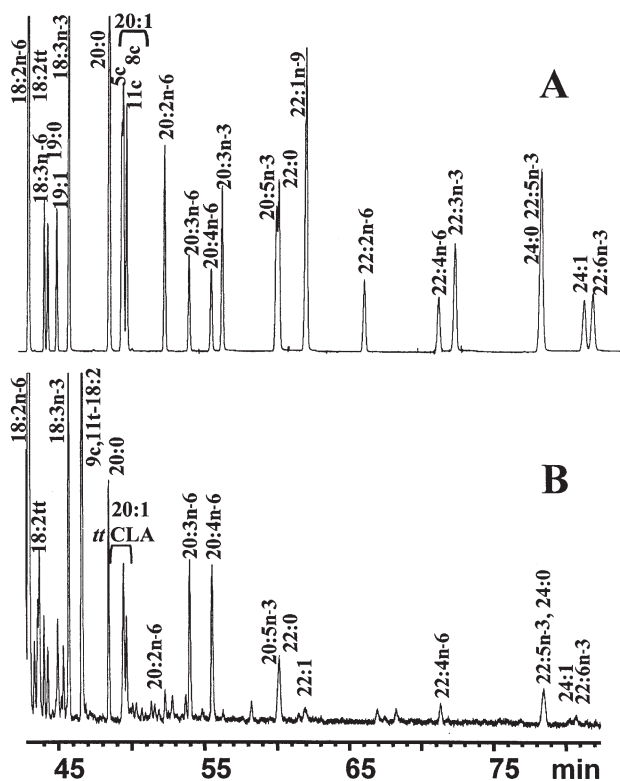 18:2n-6
18:2tt
18:3n-6
19:1
19:0
18:3n-3
20:0
20:1
5c
8c
11c
20:2n-6
20:3n-6
20:4n-6
20:3n-3
20:5n-3
22:0
22:1n-9
22:2n-6
22:4n-6
22:3n-3
24:0 22:5n-3
24:1
22:6n-3
A
18:2n-6
18:2tt
18:3n-3
9c,11t-18:2
20:0
20:1
tt CLA
20:2n-6
20:3n-6
20:4n-6
20:5n-3
22:0
22:1
22:4n-6
22:5n-3, 24:0
24:1
22:6n-3
B
45 55 65 75 min